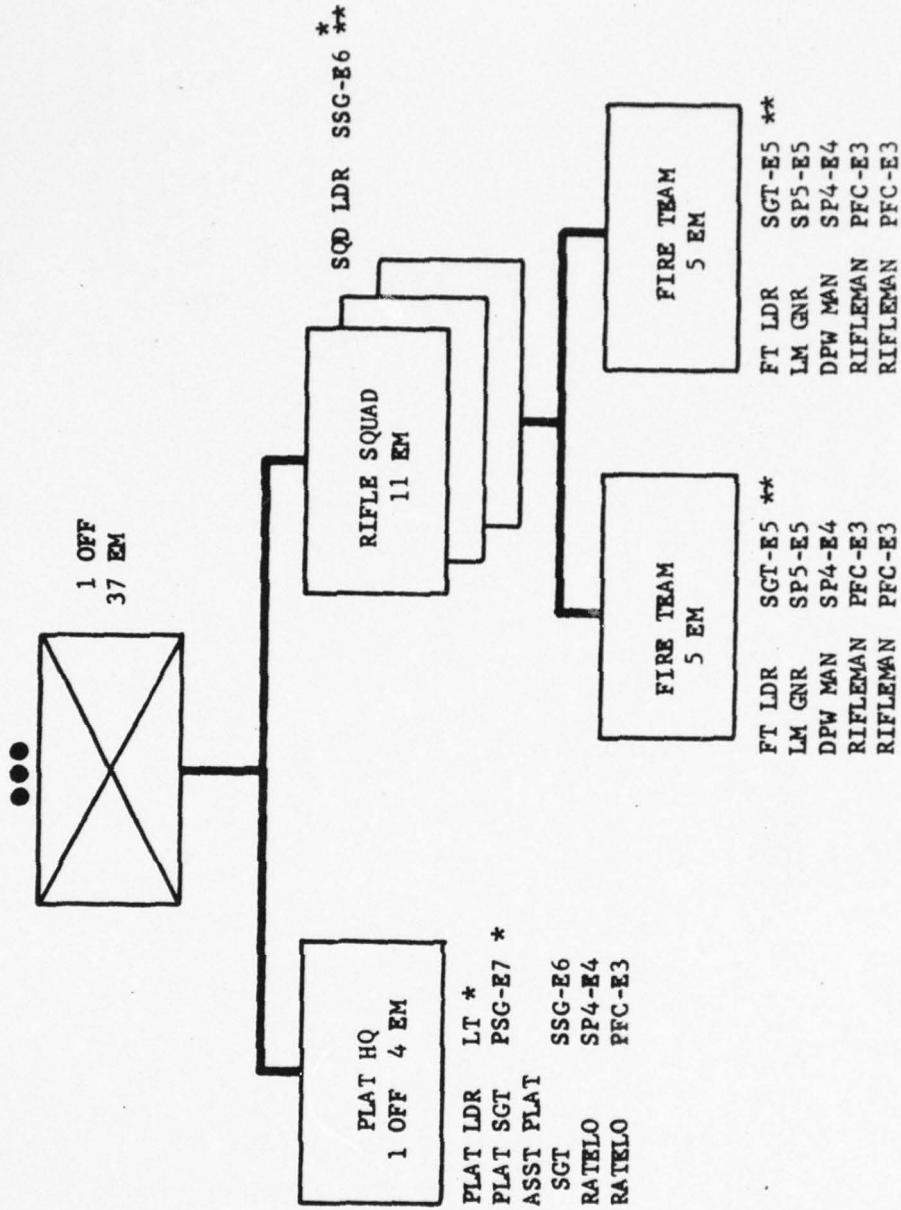 1 OFF
37 EM
PLAT HQ
1 OFF 4 EM
PLAT LDR LT *
PLAT SGT PSG-E7 *
ASST PLAT
SGT SSG-E6
RATELO SP4-E4
RATELO PFC-E3
RIFLE SQUAD
11 EM
SQD LDR SSG-E6 * **
FIRE TEAM
5 EM
FT LDR SGT-E5 **
LM GNR SP5-E5
DPW MAN SP4-E4
RIFLEMAN PFC-E3
RIFLEMAN PFC-E3
FIRE TEAM
5 EM
FT LDR SGT-E5 **
LM GNR SP5-E5
DPW MAN SP4-E4
RIFLEMAN PFC-E3
RIFLEMAN PFC-E3